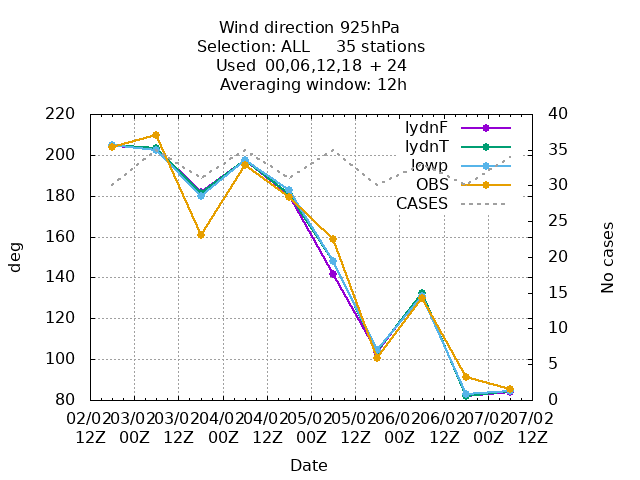 Wind direction 925hPa
Selection: ALL 35 stations
Used 00,06,12,18 + 24
Averaging window: 12h
220
200
180
160
140
120
100
80
40
35
30
25
20
15
10
5
0
deg
No cases
lydnF
lydnT
lowp
OBS
CASES
02/02 03/02 03/02 04/02 04/02 05/02 05/02 06/02 06/02 07/02 07/02
12Z 00Z 12Z 00Z 12Z 00Z 12Z 00Z 12Z 00Z 12Z
Date